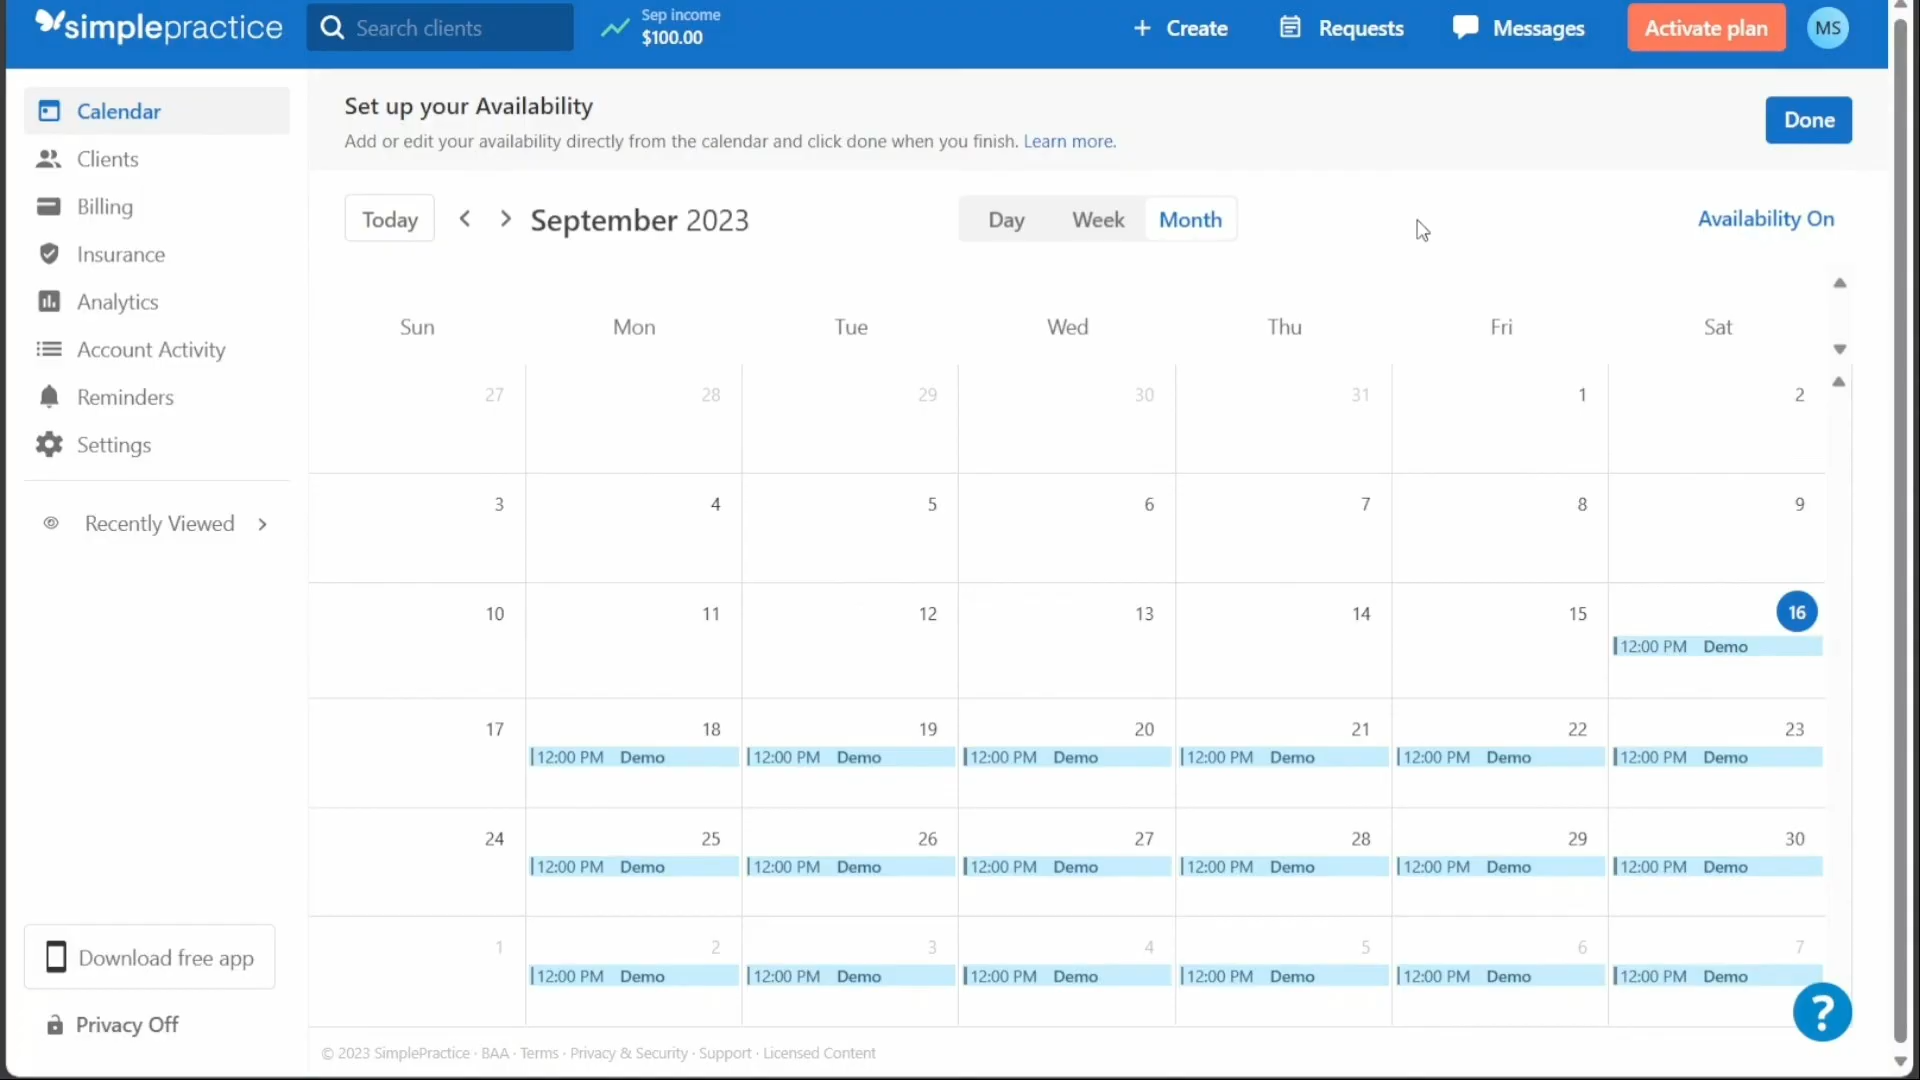 simplepractice
Search clients
Sep income
$100.00
+ Create
Requests
Messages
Activate plan
MS
Calendar
Clients
Billing
Insurance
Analytics
Account Activity
Reminders
Settings
Recently Viewed
Download free app
Privacy Off
Set up your Availability
Add or edit your availability directly from the calendar and click done when you finish. Learn more.
Done
Today < > September 2023
Day Week Month
Availability On
Sun Mon Tue Wed Thu Fri Sat
27 28 29 30 31 1 2
3 4 5 6 7 8 9
10 11 12 13 14 15 16
12:00 PM Demo
17 18 19 20 21 22 23
12:00 PM Demo 12:00 PM Demo 12:00 PM Demo 12:00 PM Demo 12:00 PM Demo 12:00 PM Demo
24 25 26 27 28 29 30
12:00 PM Demo 12:00 PM Demo 12:00 PM Demo 12:00 PM Demo 12:00 PM Demo 12:00 PM Demo
1 2 3 4 5 6 7
12:00 PM Demo 12:00 PM Demo 12:00 PM Demo 12:00 PM Demo 12:00 PM Demo 12:00 PM Demo
?
© 2023 SimplePractice · BAA · Terms · Privacy & Security · Support · Licensed Content